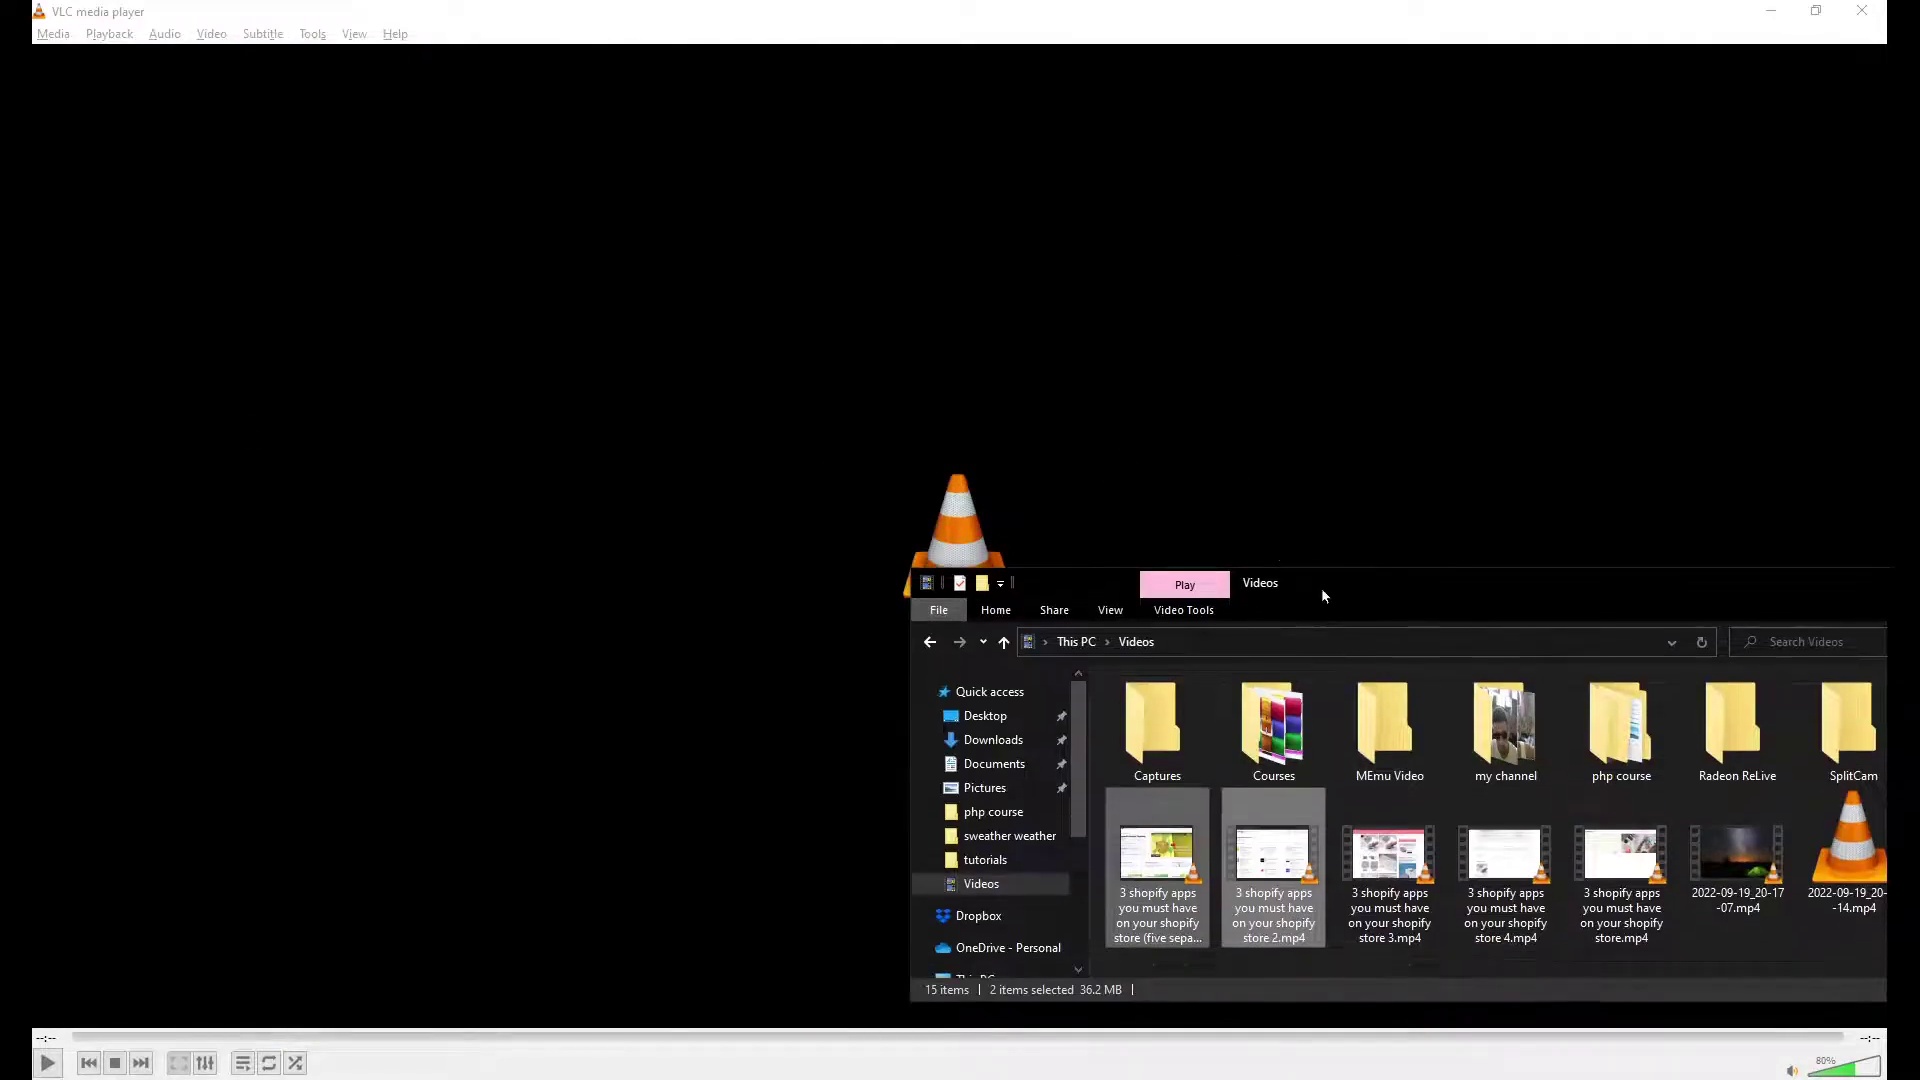 VLC media player
Media Playback Audio Video Subtitle Tools View Help
Play Videos
File Home Share View Video Tools
This PC Videos Search Videos
Quick access
Desktop
Downloads
Documents
Pictures
php course
sweather weather
tutorials
Videos
Dropbox
OneDrive - Personal
This PC
Captures Courses MEmu Video my channel php course Radeon ReLive SplitCam
3 shopify apps
you must have
on your shopify
store (five sepa...
3 shopify apps
you must have
on your shopify
store 2.mp4
3 shopify apps
you must have
on your shopify
store 3.mp4
3 shopify apps
you must have
on your shopify
store 4.mp4
3 shopify apps
you must have
on your shopify
store.mp4
2022-09-19_20-17
-07.mp4
2022-09-19_20-
-14.mp4
15 items 2 items selected 36.2 MB
--:-- --:--
80%